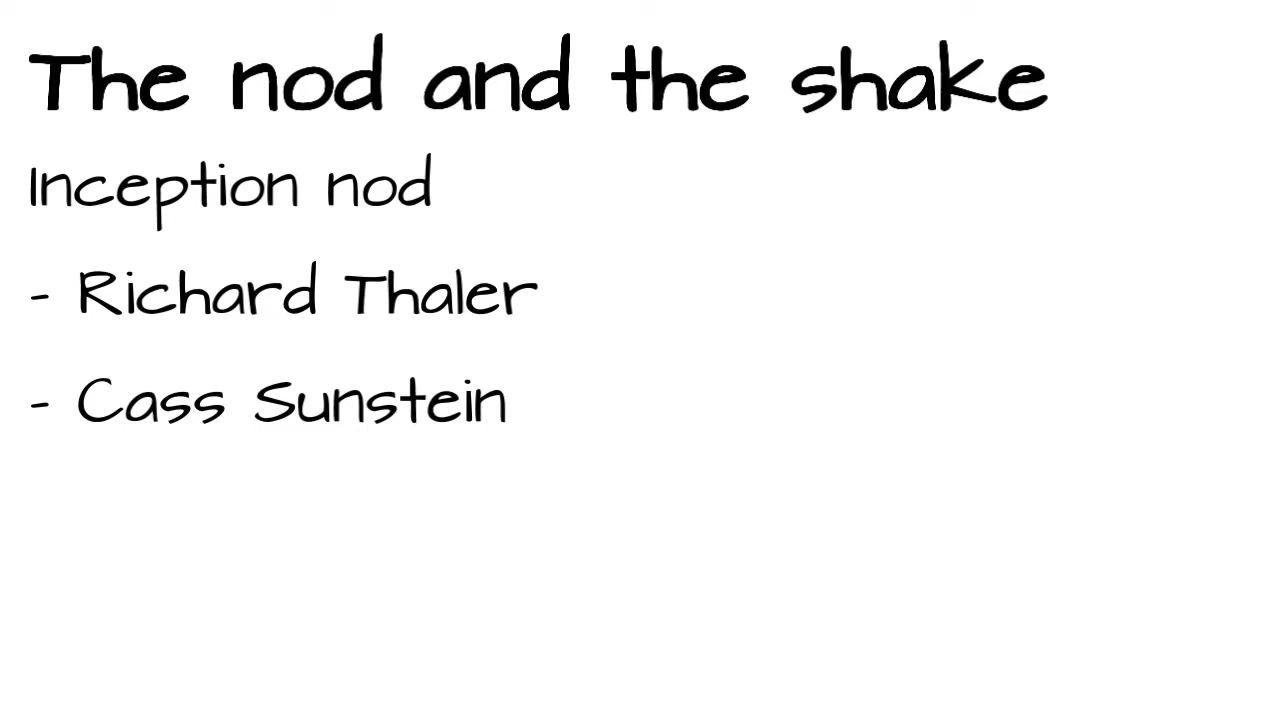 The nod and the shake
Inception nod
- Richard Thaler
- Cass Sunstein